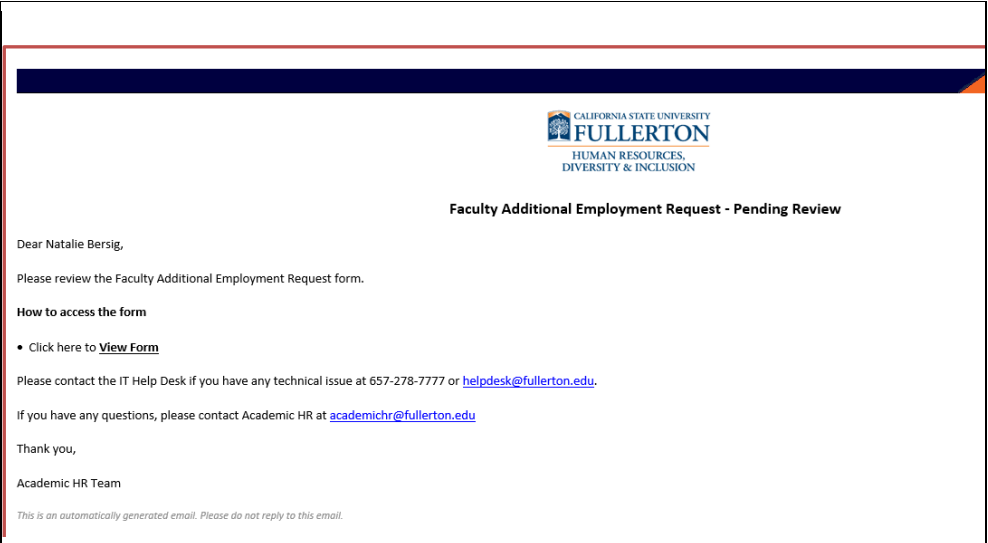 CALIFORNIA STATE UNIVERSITY
FULLERTON
HUMAN RESOURCES,
DIVERSITY & INCLUSION
Faculty Additional Employment Request - Pending Review
Dear Natalie Bersig,
Please review the Faculty Additional Employment Request form.
How to access the form
• Click here to View Form
Please contact the IT Help Desk if you have any technical issue at 657-278-7777 or helpdesk@fullerton.edu.
If you have any questions, please contact Academic HR at academichr@fullerton.edu
Thank you,
Academic HR Team
This is an automatically generated email. Please do not reply to this email.